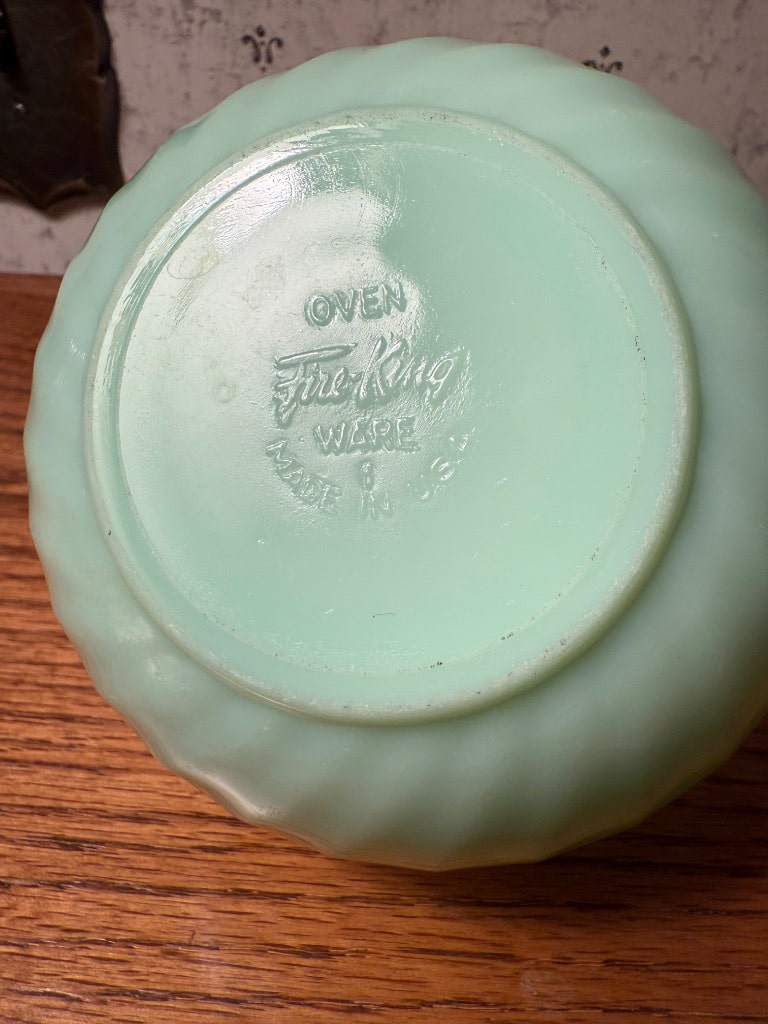 OVEN
Fire-King
WARE
6
MADE IN U.S.A.